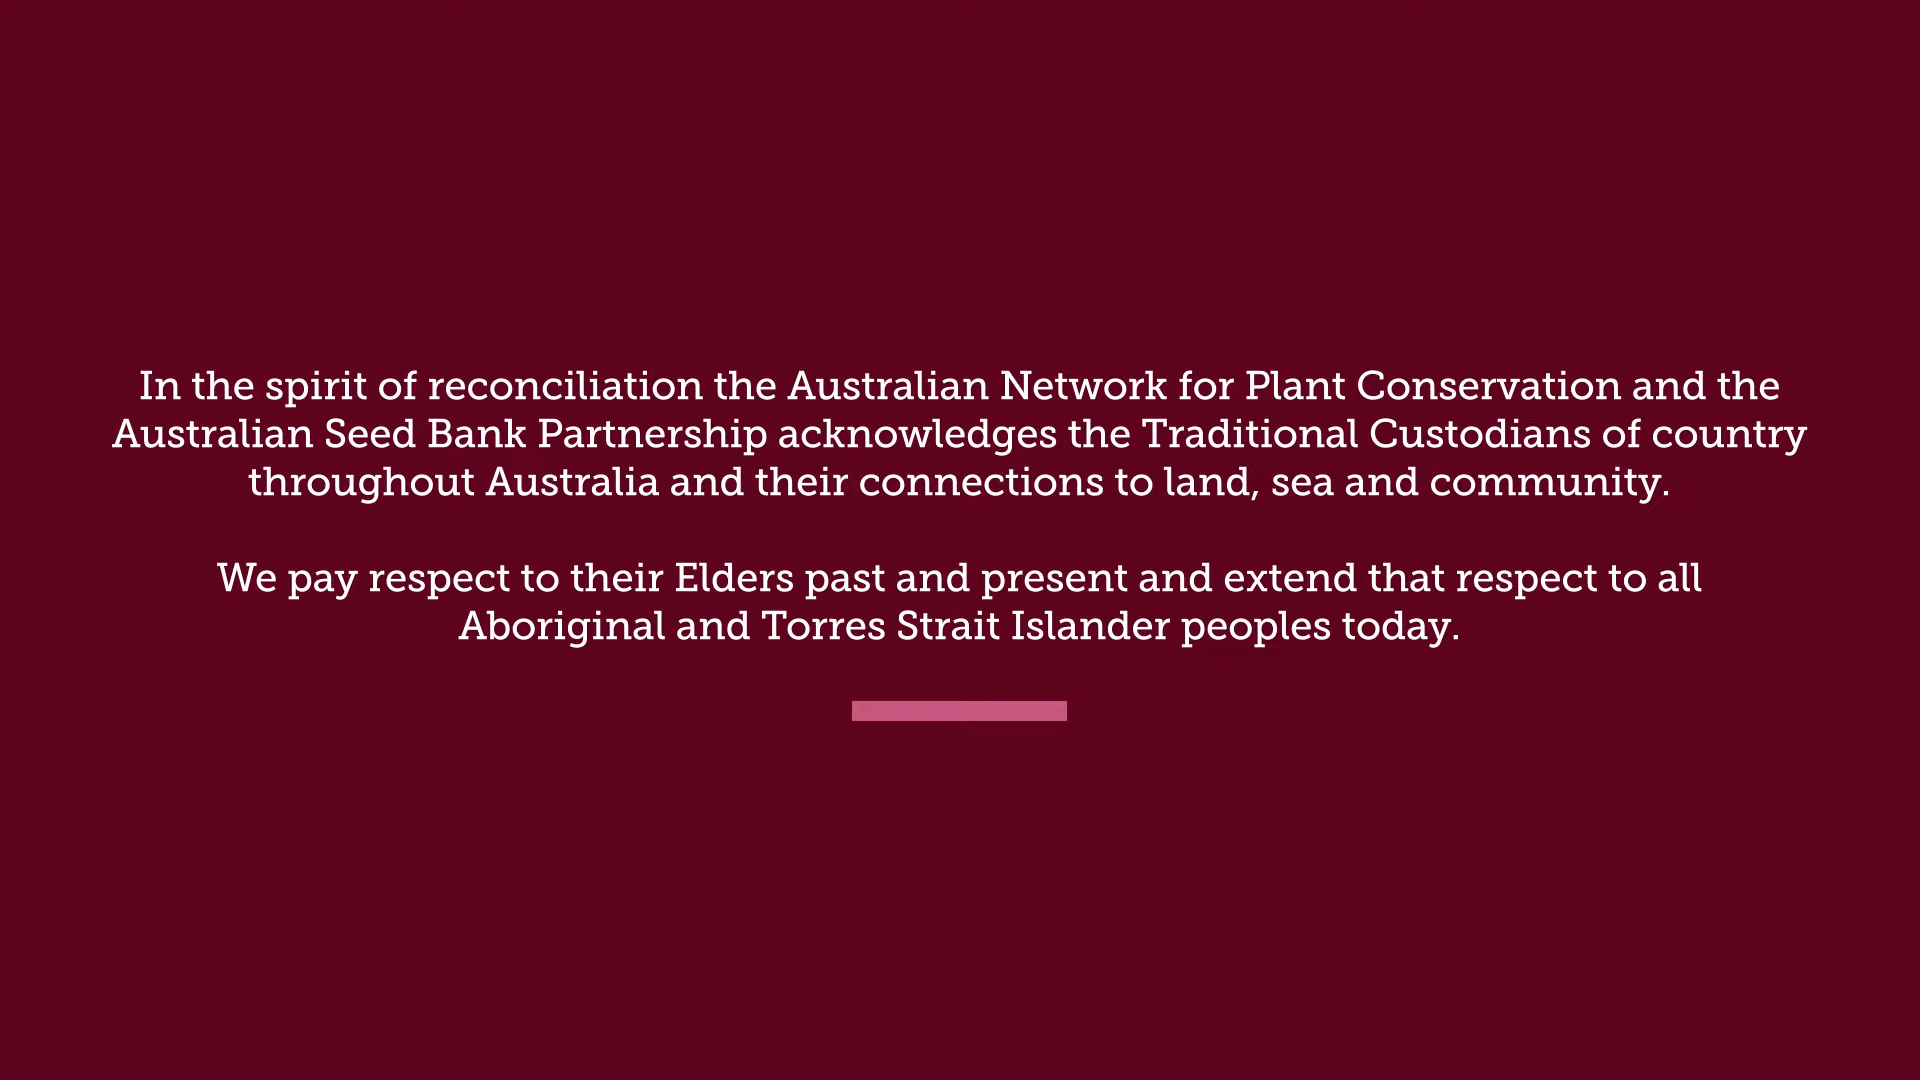 In the spirit of reconciliation the Australian Network for Plant Conservation and the
Australian Seed Bank Partnership acknowledges the Traditional Custodians of country
throughout Australia and their connections to land, sea and community.
We pay respect to their Elders past and present and extend that respect to all
Aboriginal and Torres Strait Islander peoples today.